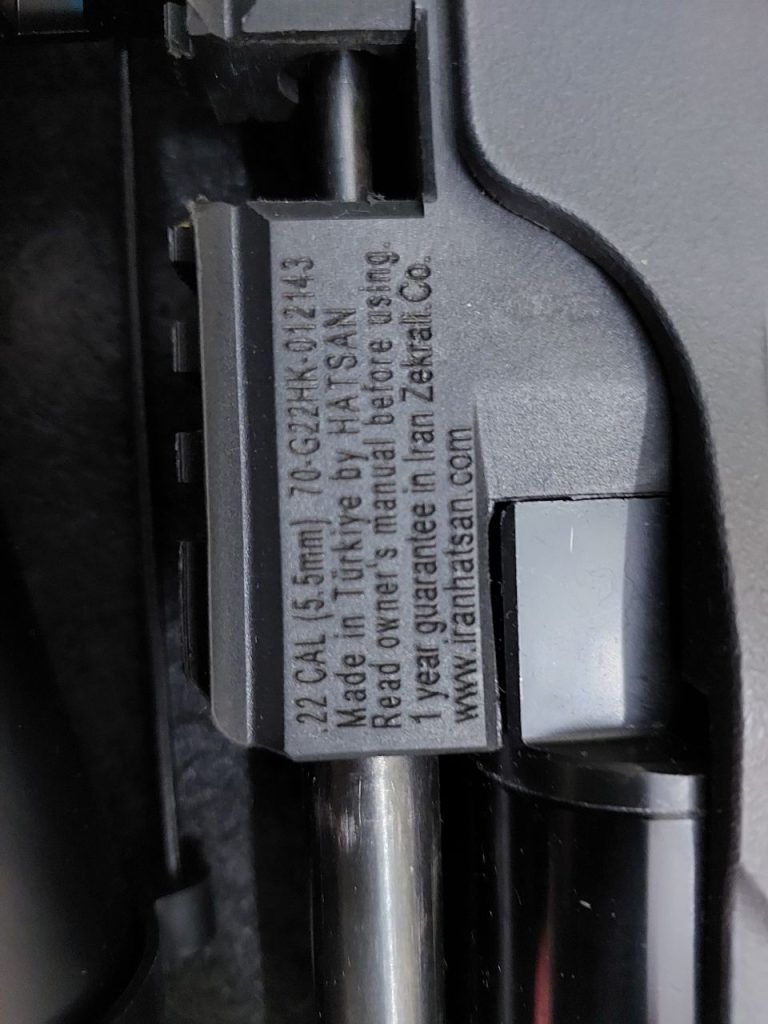 .22 CAL (5.5mm) 70-G22HK-012143
Made in Türkiye by HATSAN
Read owner's manual before using.
1 year guarantee in Iran Zekrali.Co.
www.iranhatsan.com